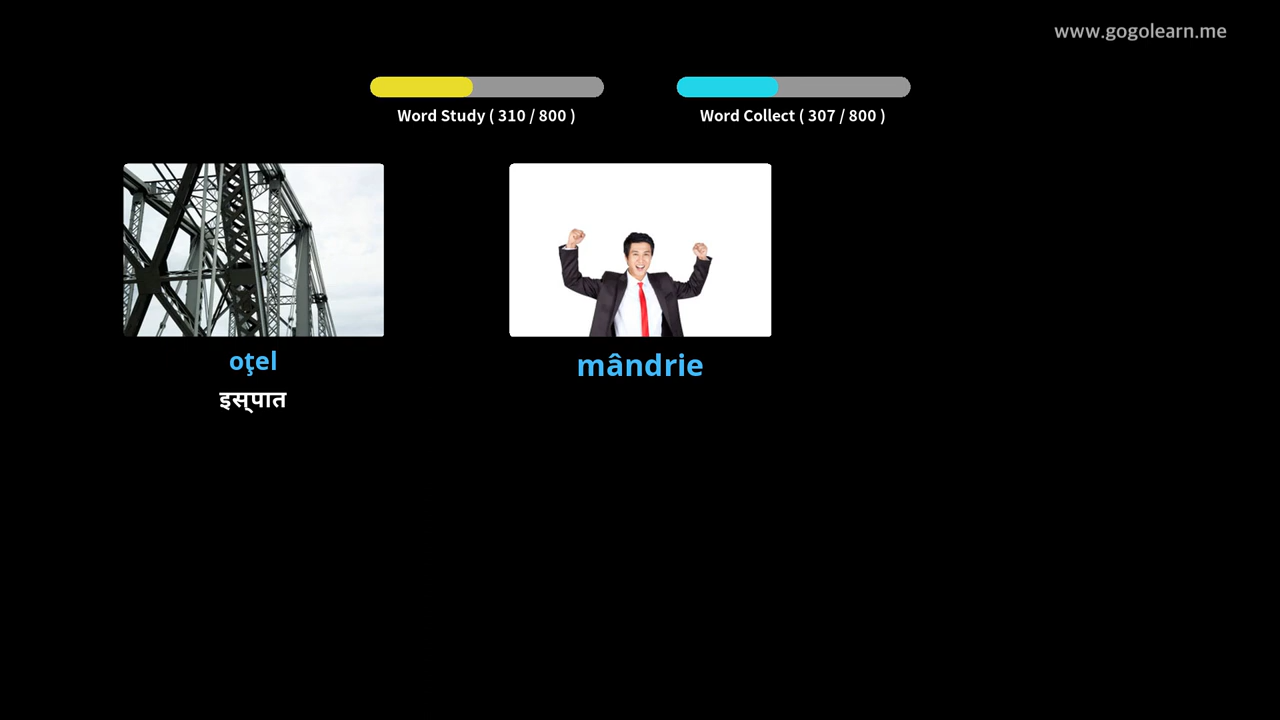 www.gogolearn.me
Word Study ( 310 / 800 )
Word Collect ( 307 / 800 )
oţel
mândrie
इस्‌पात